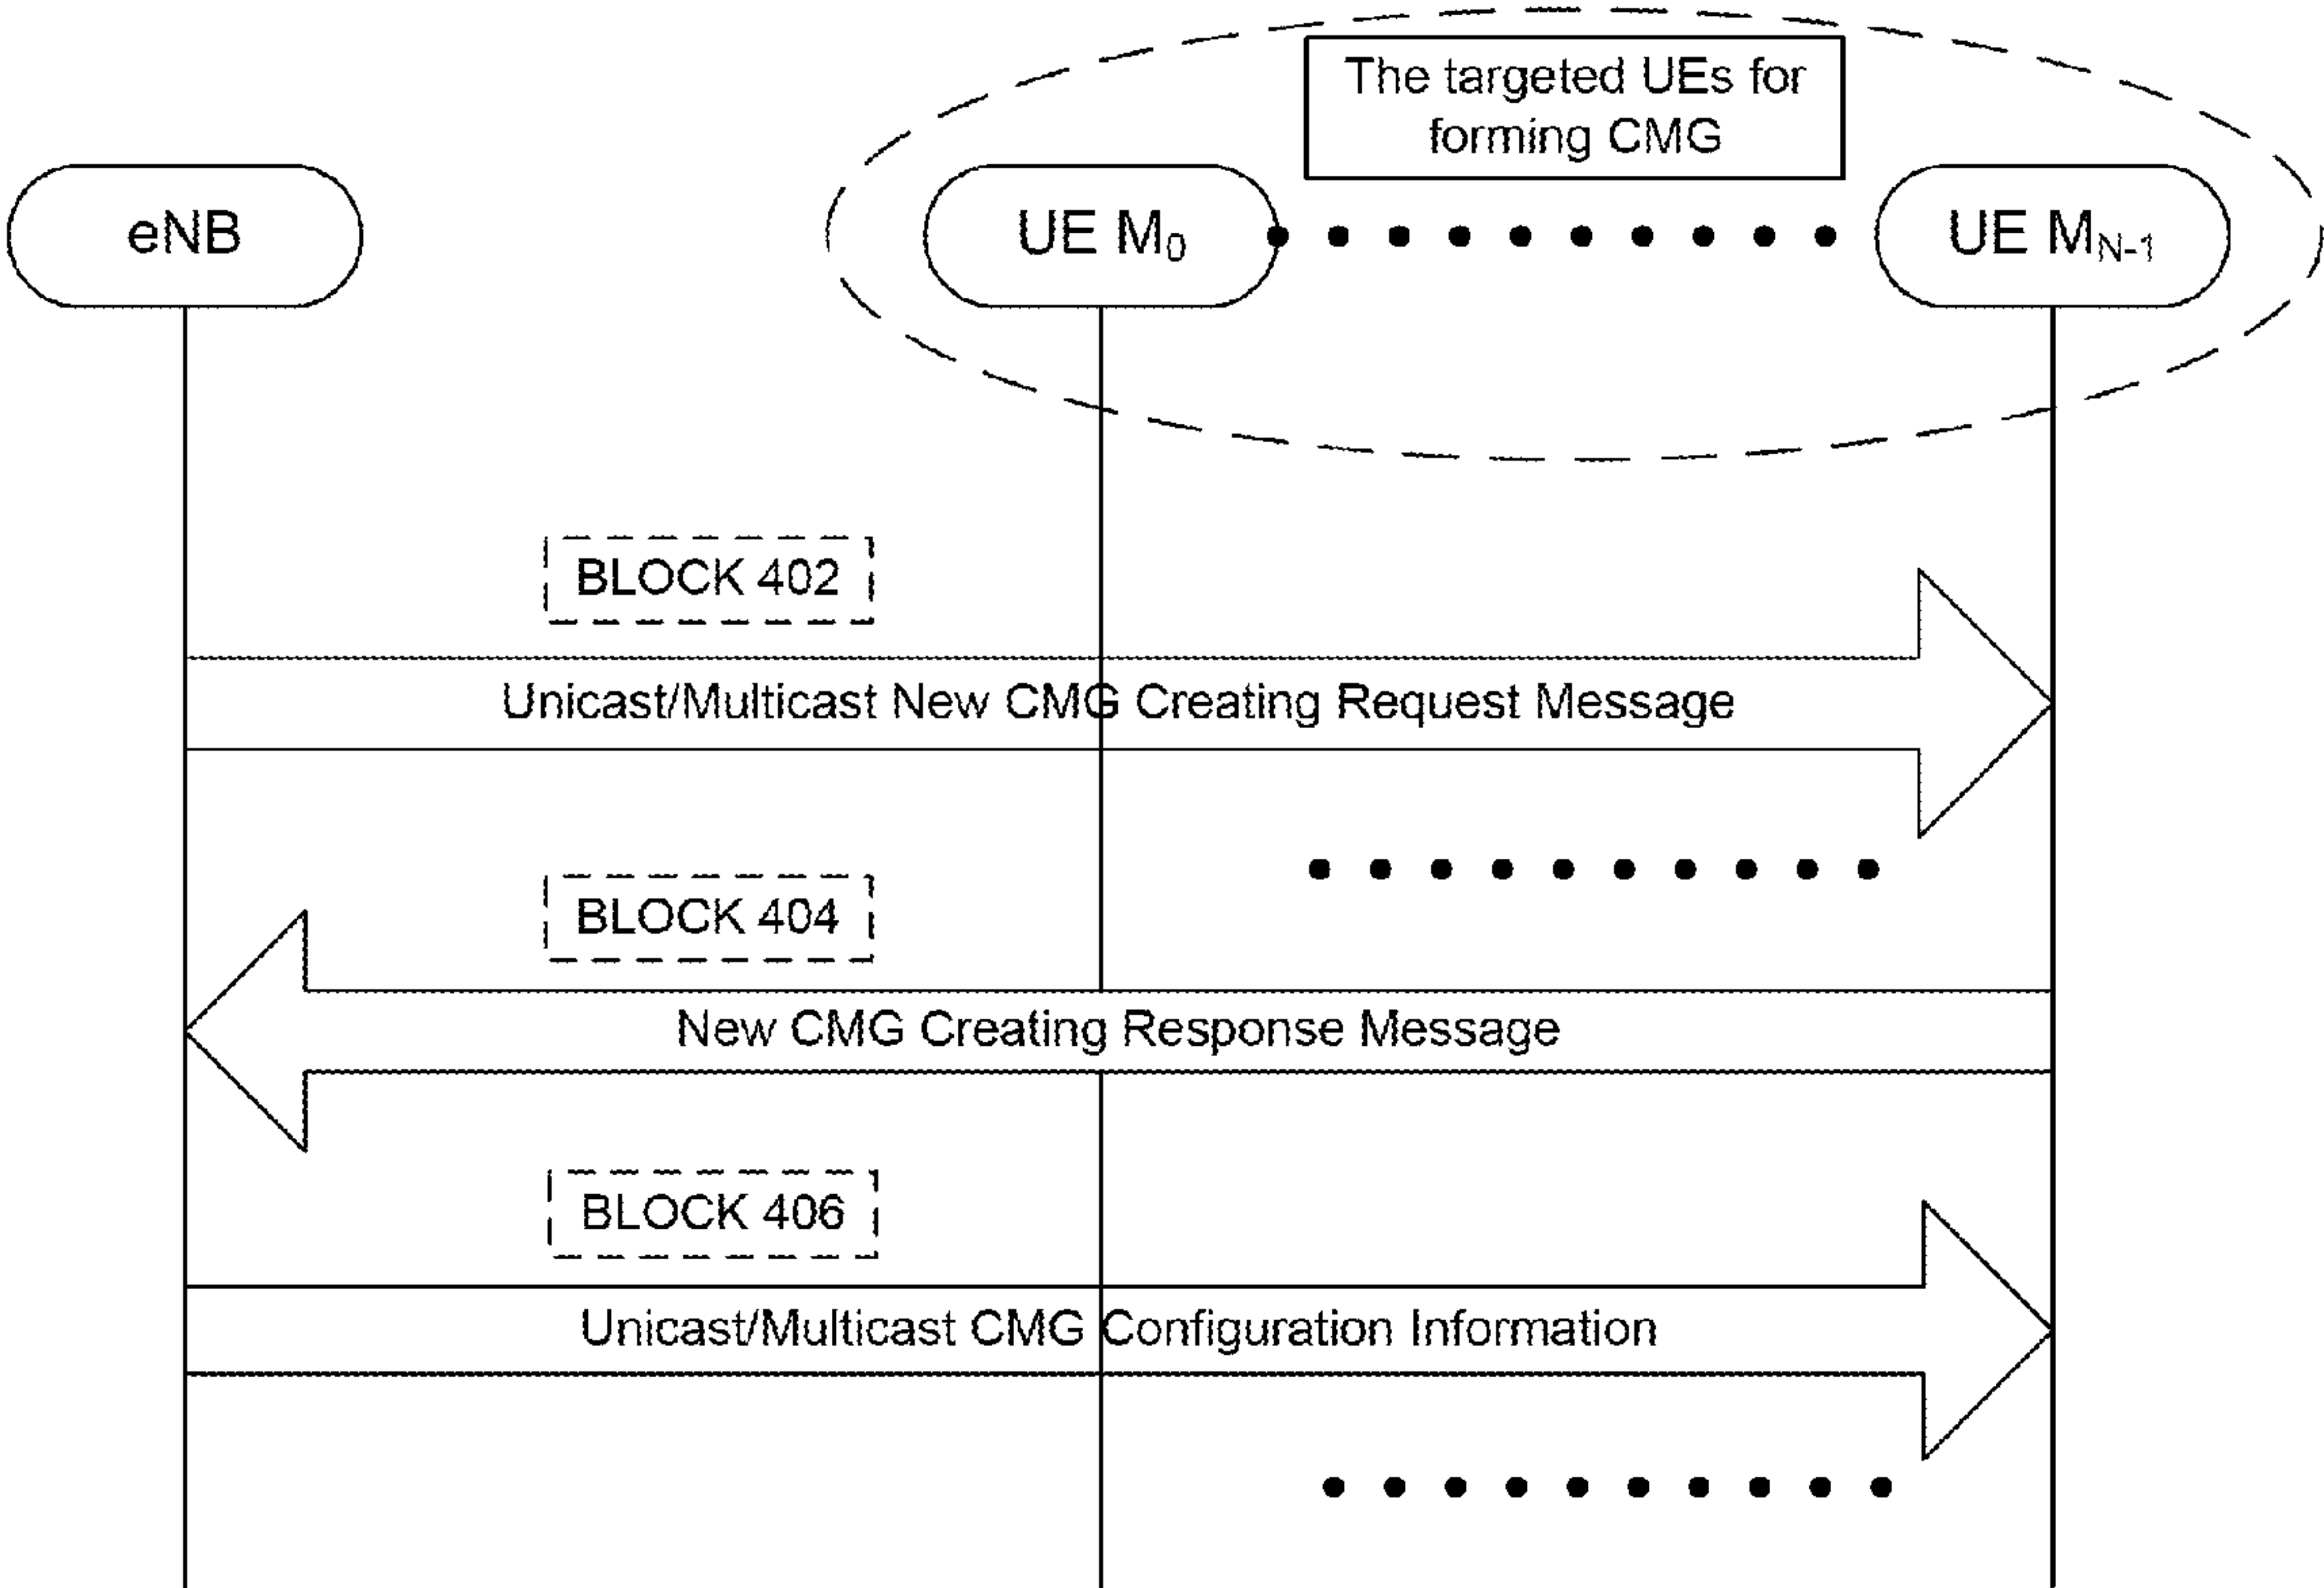 The targeted UEs for
forming CMG
eNB
UE M₀
UE M_N-1
BLOCK 402
Unicast/Multicast New CMG Creating Request Message
BLOCK 404
New CMG Creating Response Message
BLOCK 406
Unicast/Multicast CMG Configuration Information